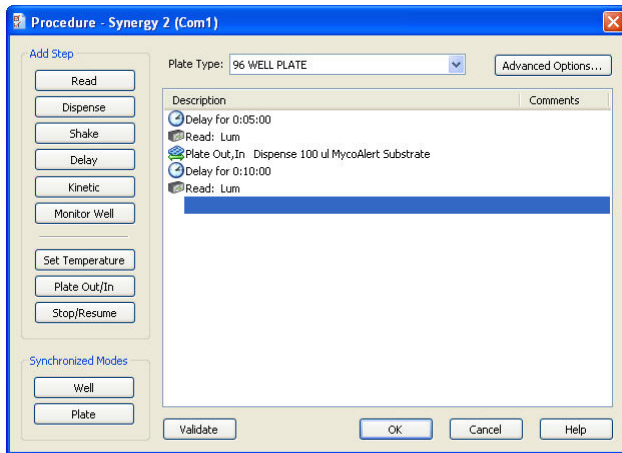 Procedure - Synergy 2 (Com1)
Add Step
Read
Dispense
Shake
Delay
Kinetic
Monitor Well
Set Temperature
Plate Out/In
Stop/Resume
Synchronized Modes
Well
Plate
Plate Type: 96 WELL PLATE
Advanced Options...
Description Comments
Delay for 0:05:00
Read: Lum
Plate Out,In Dispense 100 ul MycoAlert Substrate
Delay for 0:10:00
Read: Lum
Validate OK Cancel Help